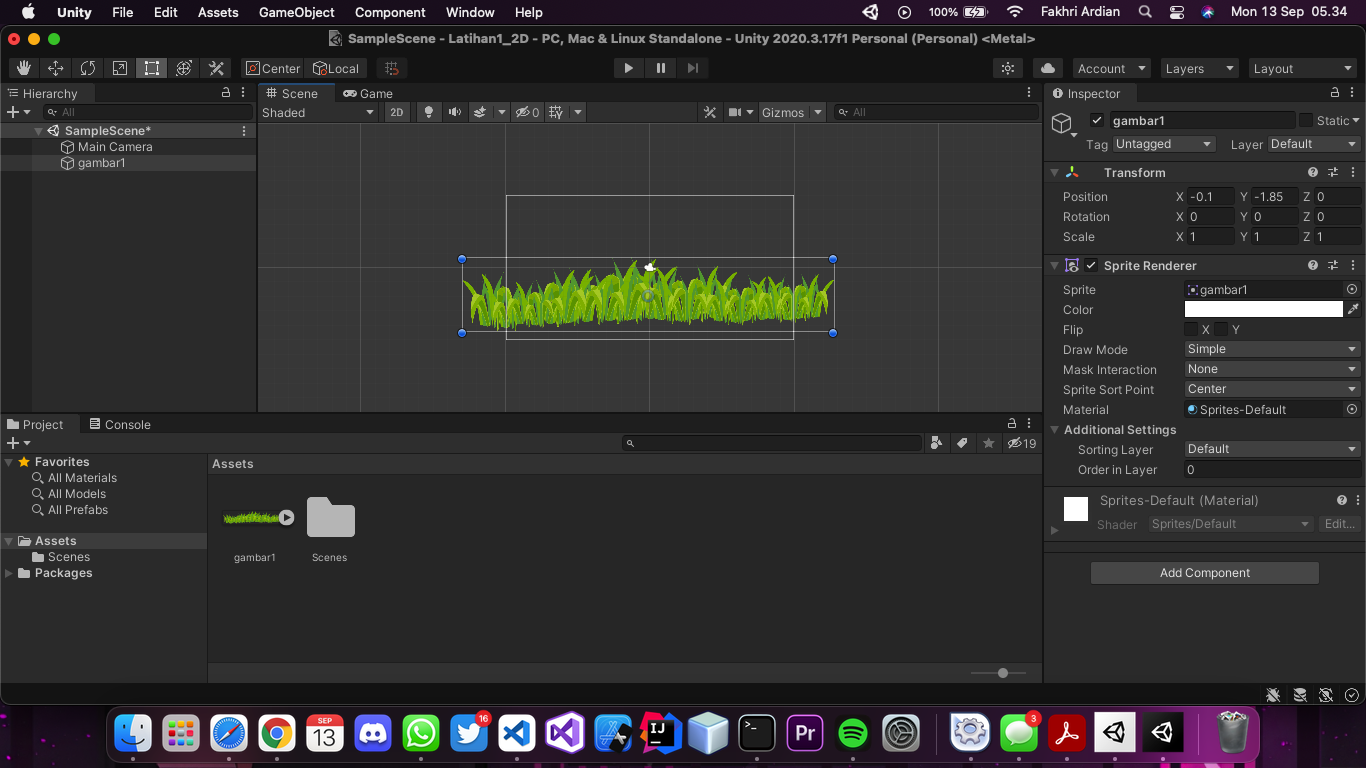 Unity File Edit Assets GameObject Component Window Help 100% Fakhri Ardian Mon 13 Sep 05.34
SampleScene - Latihan1_2D - PC, Mac & Linux Standalone - Unity 2020.3.17f1 Personal (Personal) <Metal>
Center Local Account Layers Layout
Hierarchy
All
SampleScene*
Main Camera
gambar1
Scene Game
Shaded 2D 0 Gizmos All
Inspector
gambar1 Static
Tag Untagged Layer Default
Transform
Position X -0.1 Y -1.85 Z 0
Rotation X 0 Y 0 Z 0
Scale X 1 Y 1 Z 1
Sprite Renderer
Sprite gambar1
Color
Flip X Y
Draw Mode Simple
Mask Interaction None
Sprite Sort Point Center
Material Sprites-Default
Additional Settings
Sorting Layer Default
Order in Layer 0
Sprites-Default (Material)
Shader Sprites/Default Edit...
Add Component
Project Console
19
Favorites
All Materials
All Models
All Prefabs
Assets
Scenes
Packages
Assets
gambar1 Scenes
SEP
13
16
IJ
>_
Pr
3